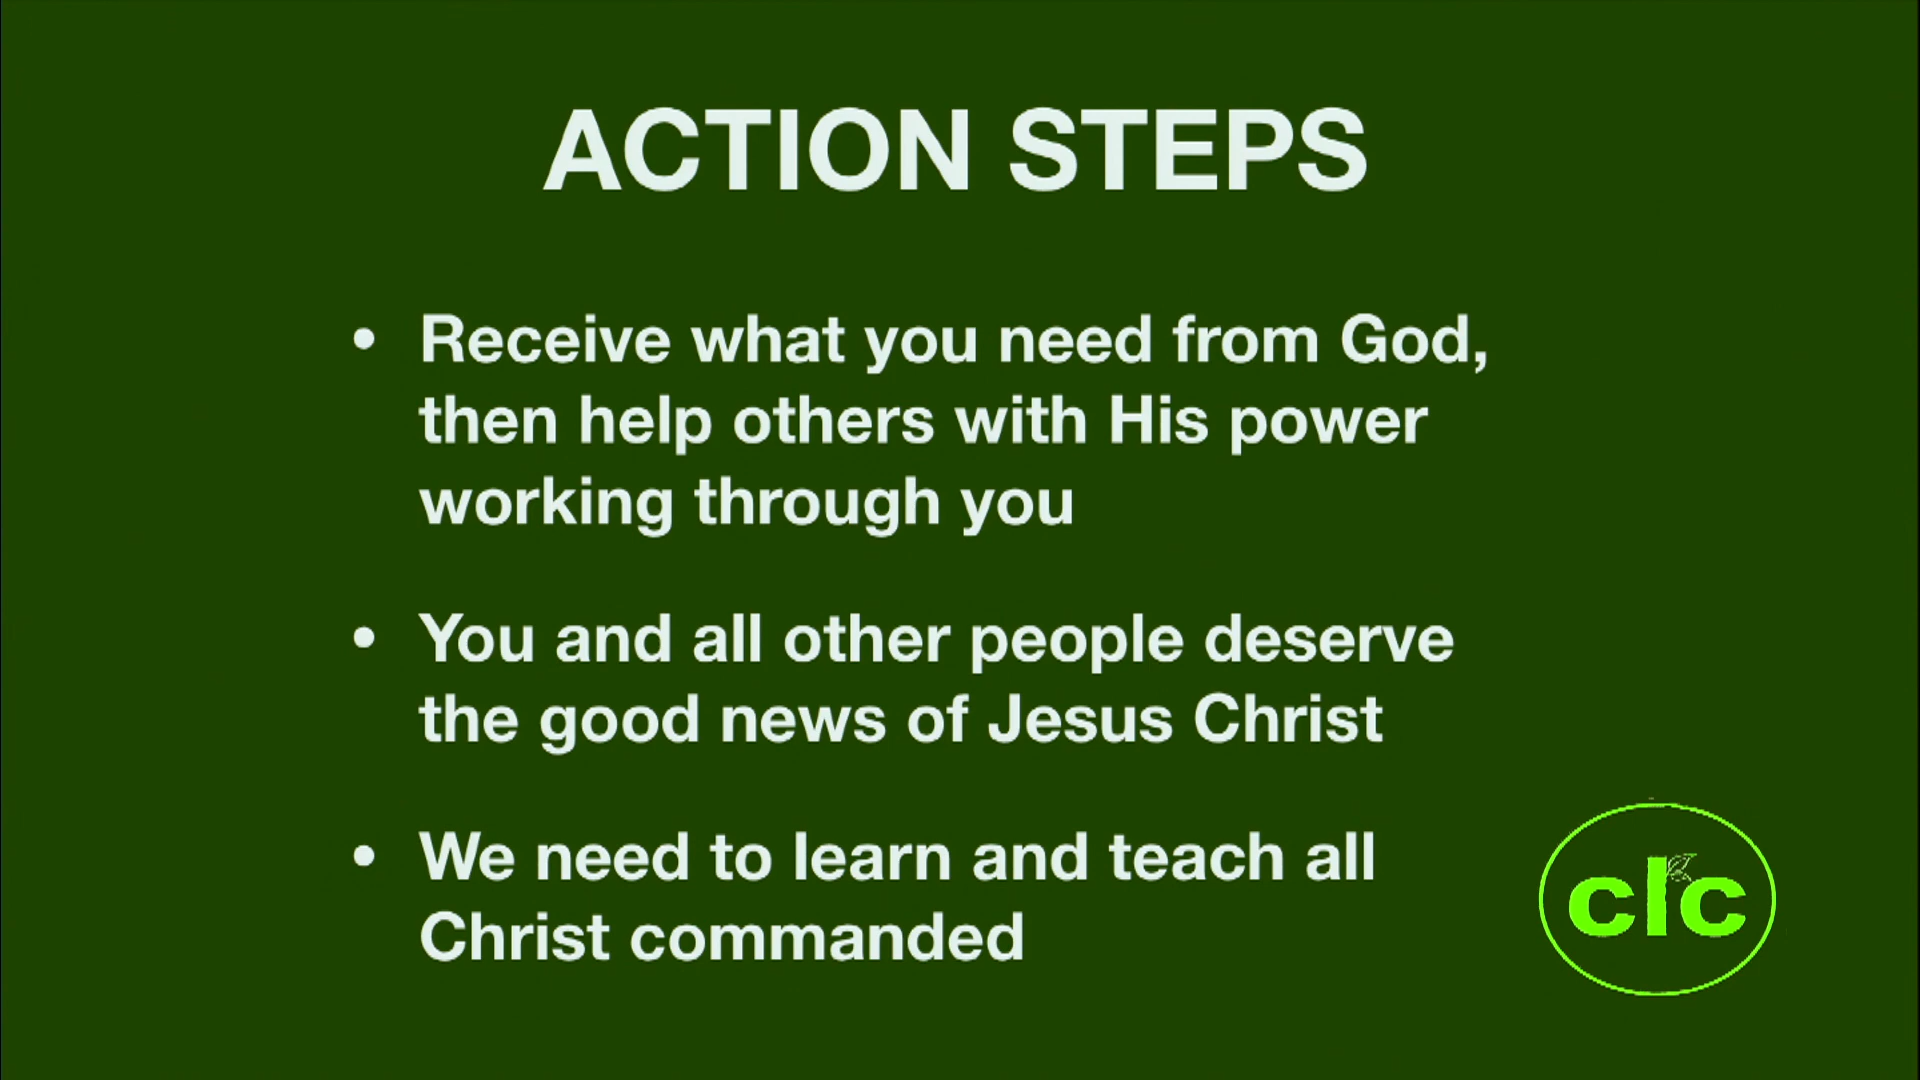 ACTION STEPS
• Receive what you need from God,
then help others with His power
working through you
• You and all other people deserve
the good news of Jesus Christ
• We need to learn and teach all
Christ commanded
clc